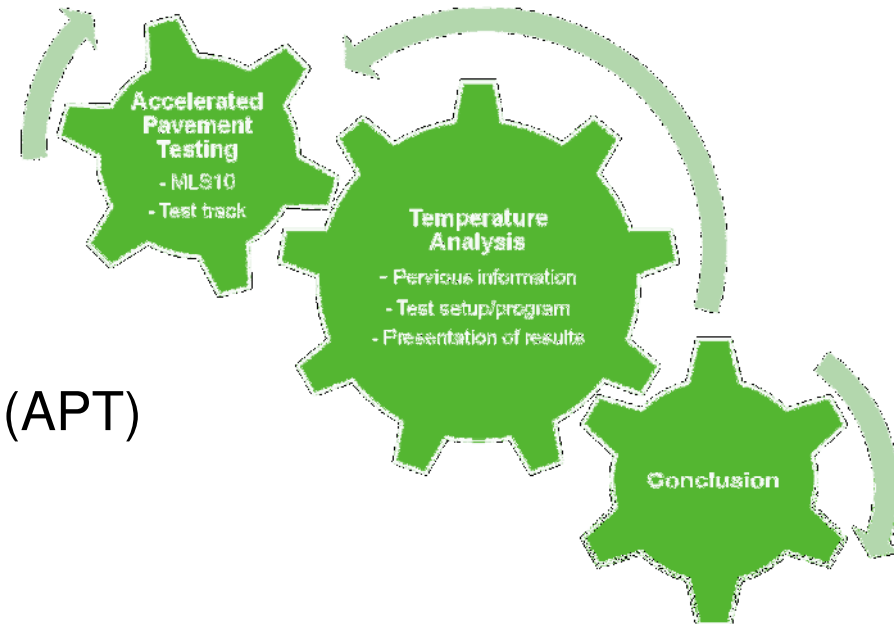 Accelerated
Pavement
Testing
- MLS10
- Test track
Temperature
Analysis
- Pervious information
- Test setup/program
- Presentation of results
(APT)
Conclusion